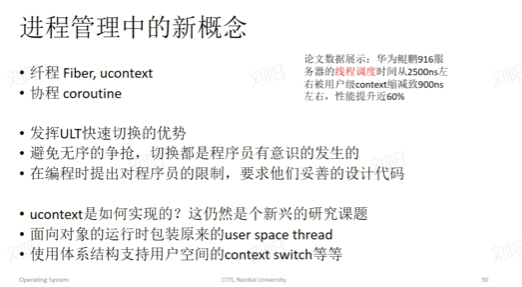 进程管理中的新概念
论文数据展示：华为鲲鹏916服
务器的线程调度时间从2500ns左
右被用户级context缩减致900ns
左右，性能提升近60%
• 纤程 Fiber, ucontext
• 协程 coroutine
• 发挥ULT快速切换的优势
• 避免无序的争抢，切换都是程序员有意识的发生的
• 在编程时提出对程序员的限制，要求他们妥善的设计代码
• ucontext是如何实现的？这仍然是个新兴的研究课题
• 面向对象的运行时包装原来的user space thread
• 使用体系结构支持用户空间的context switch等等
Operating System
CITS, Nankai University
30
刘阳
刘阳